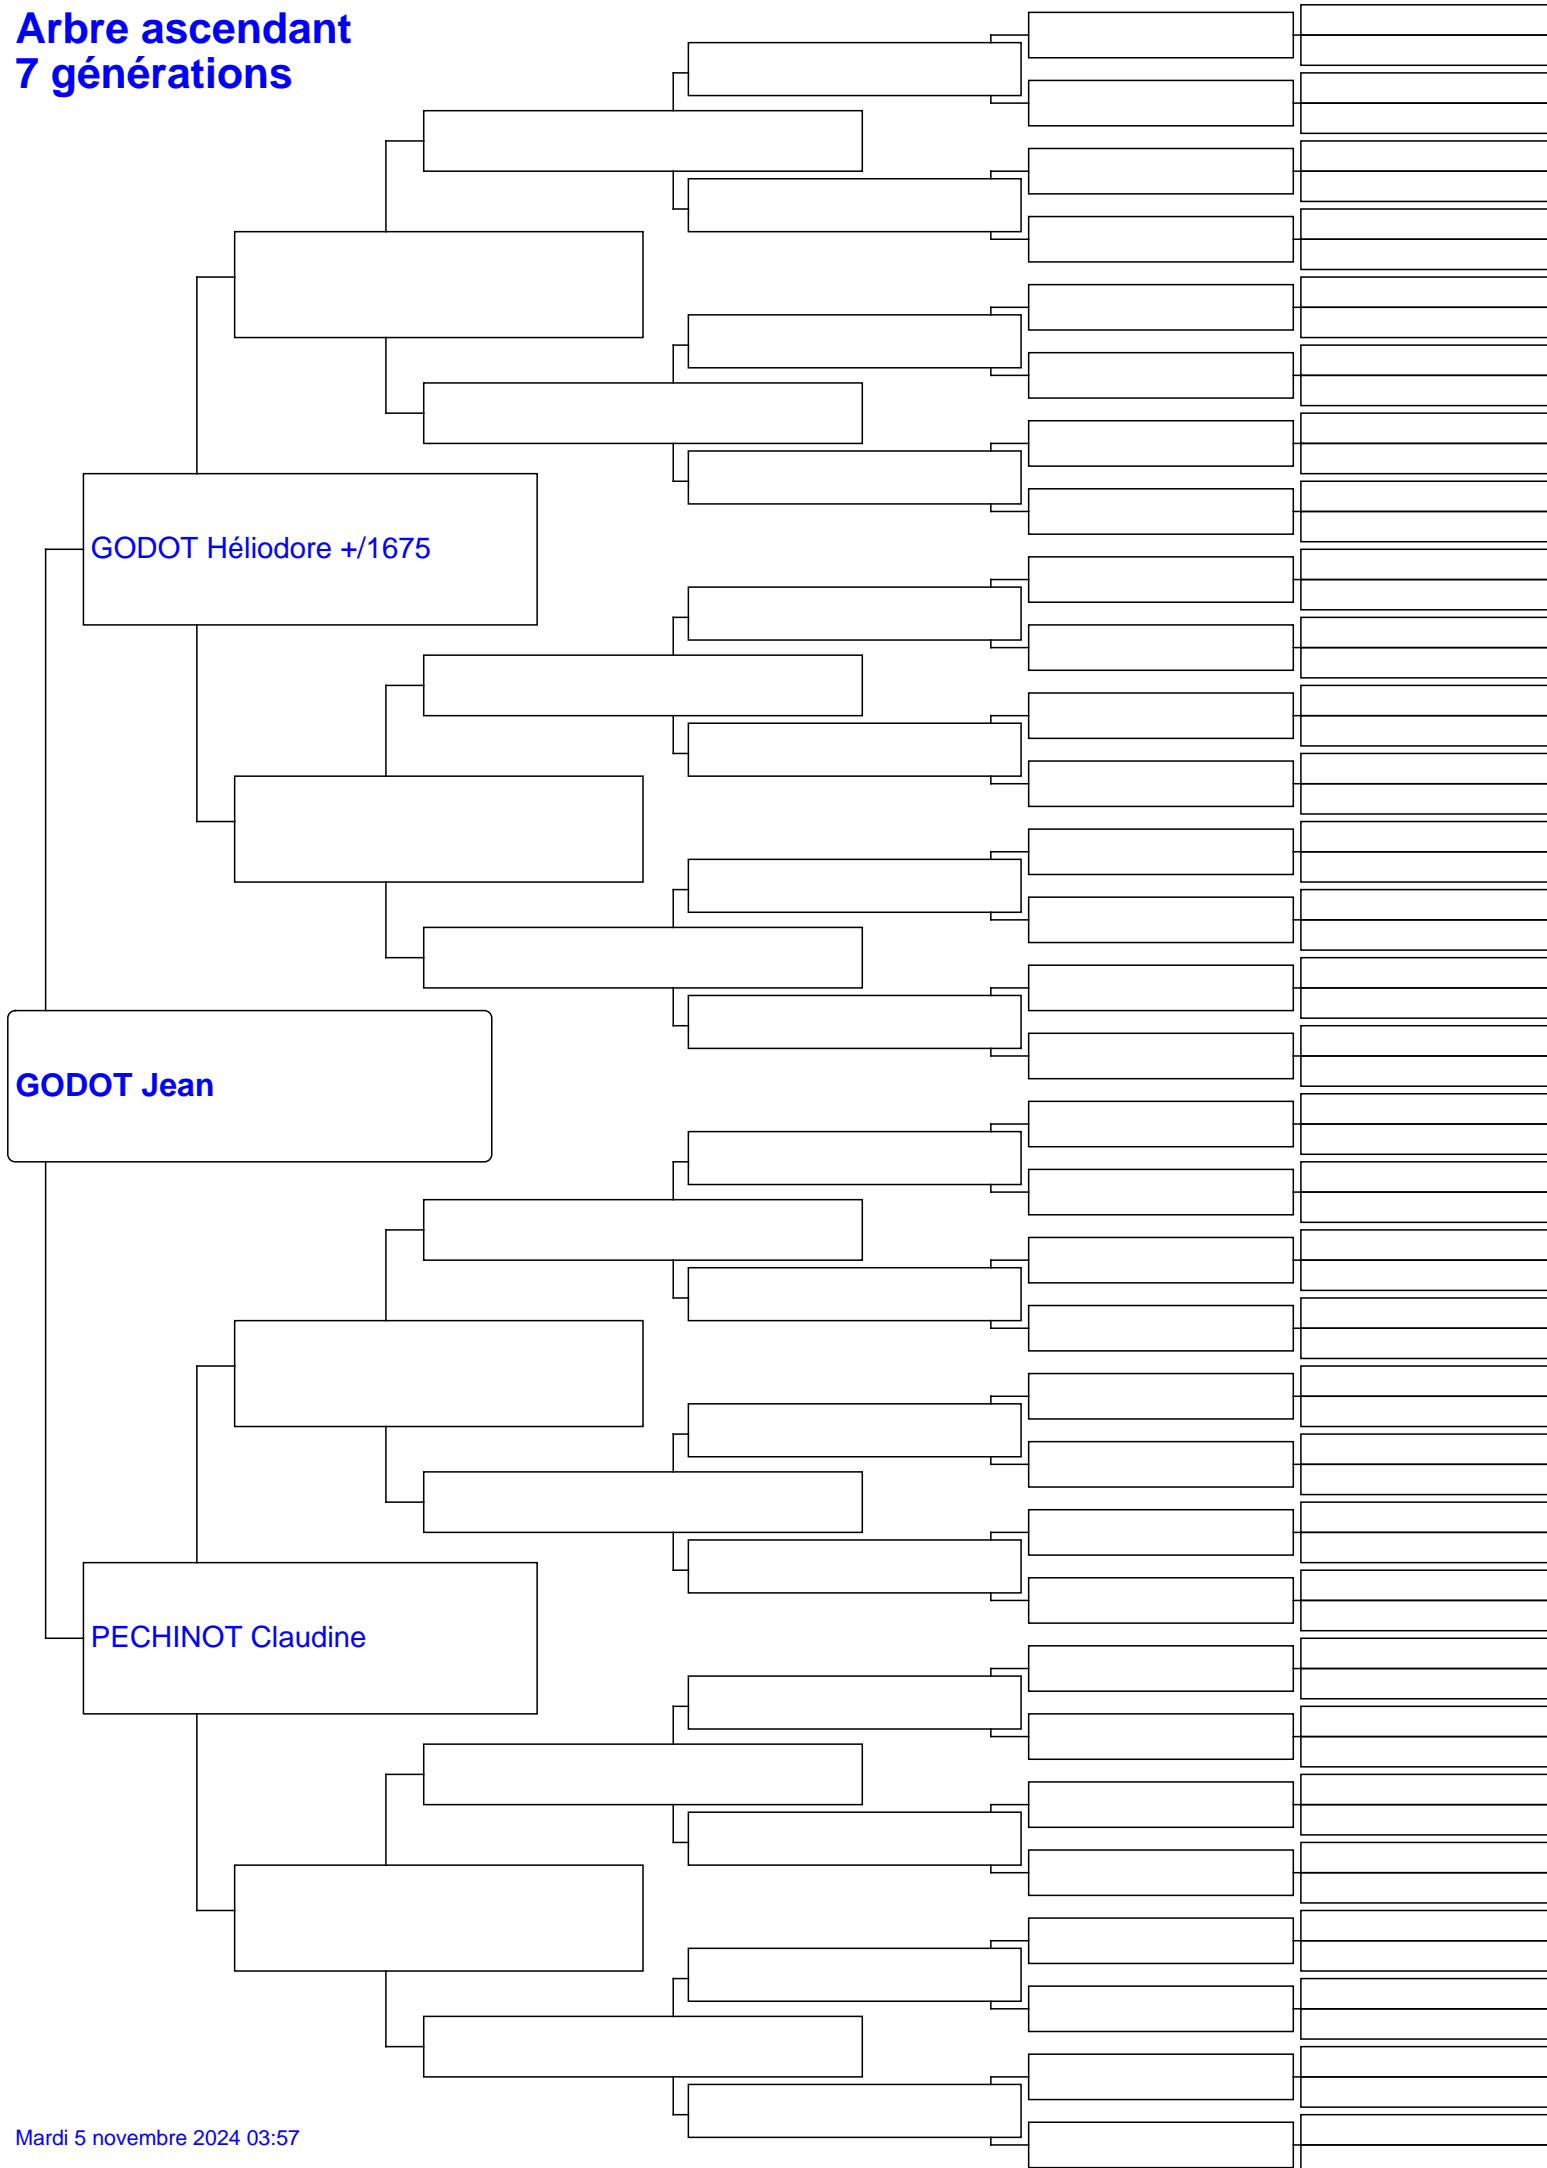 Arbre ascendant
7 générations
GODOT Héliodore +/1675
GODOT Jean
PECHINOT Claudine
Mardi 5 novembre 2024 03:57